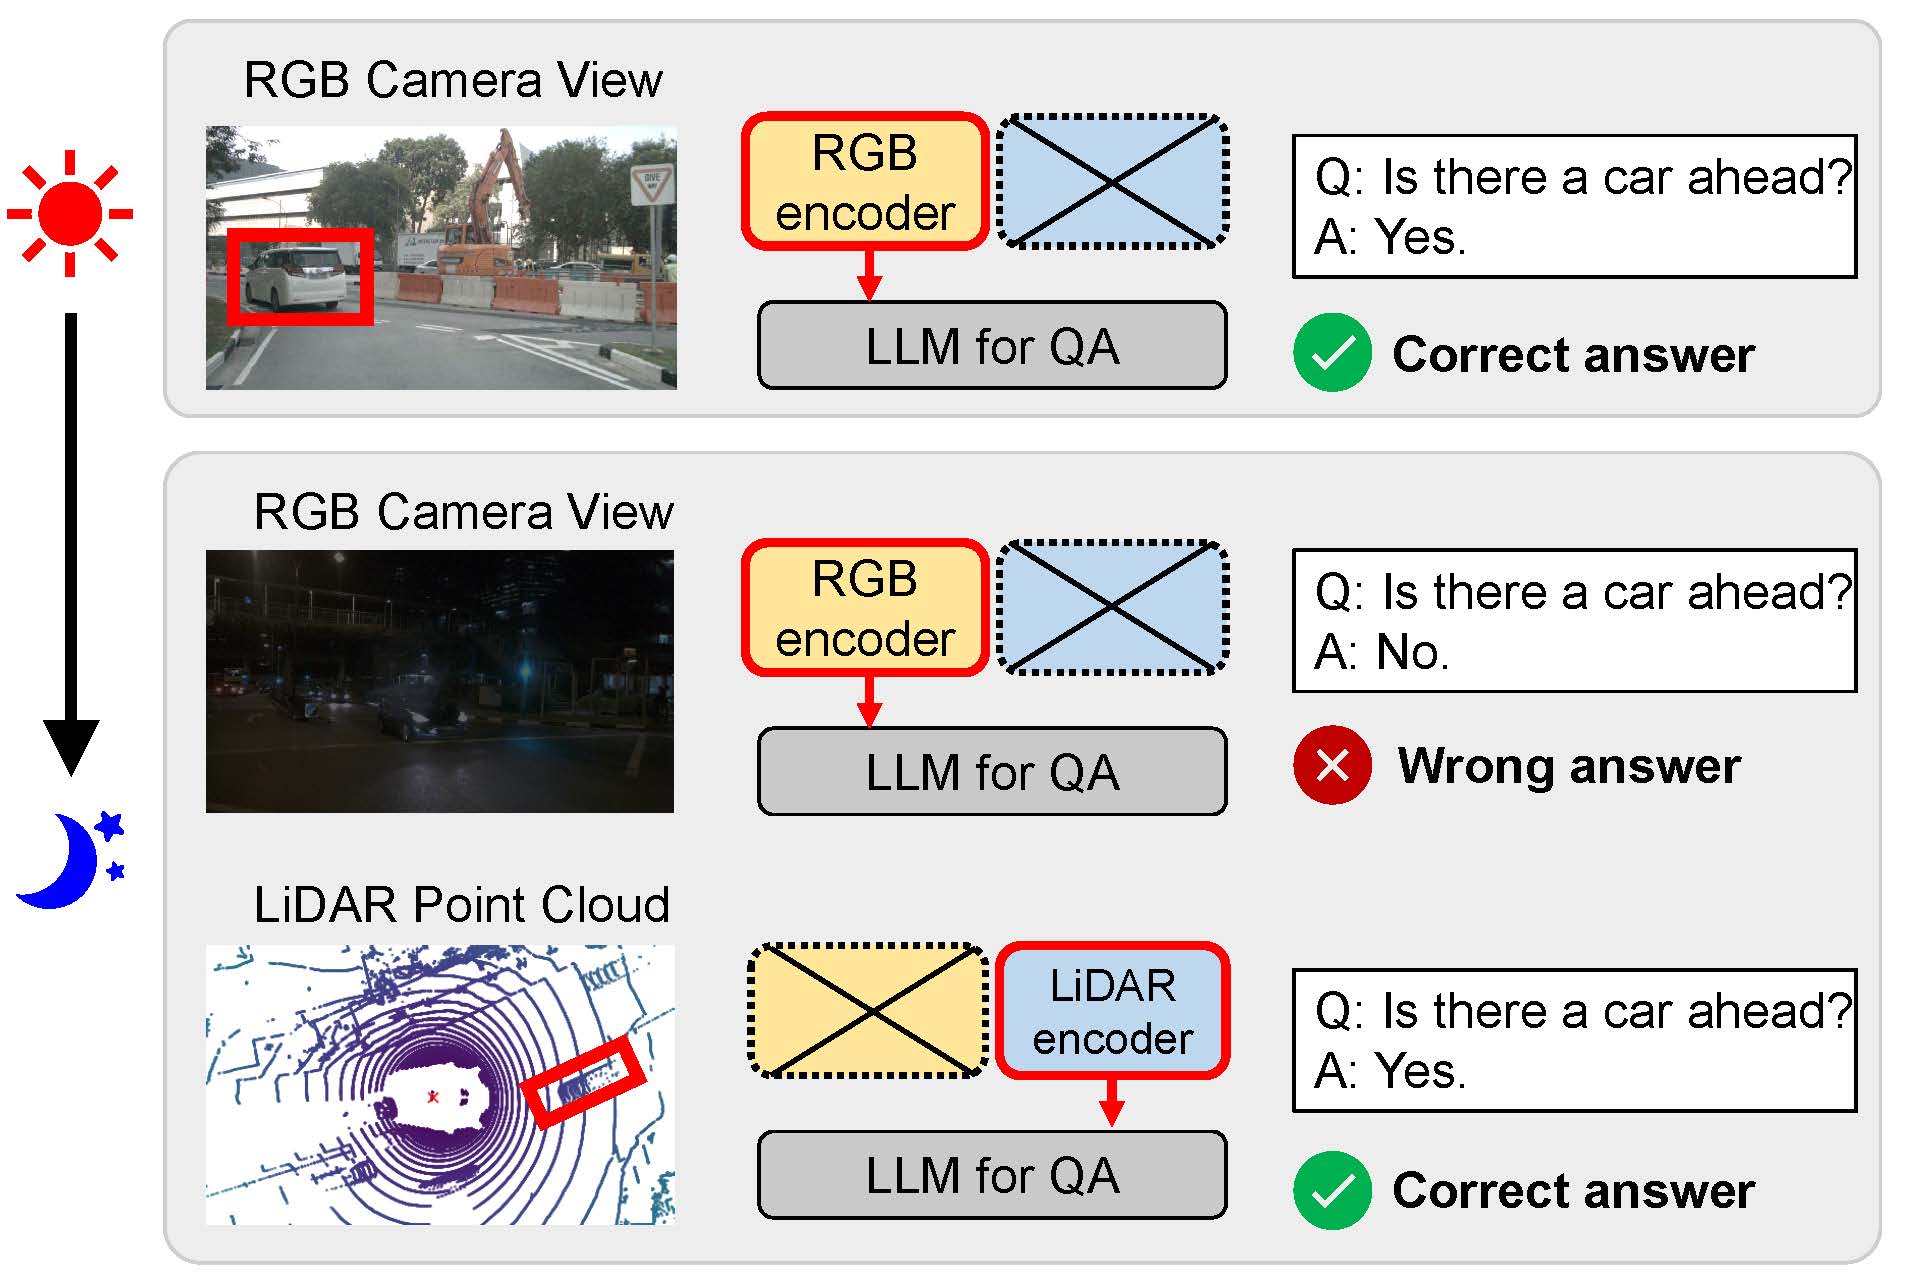 RGB Camera View
GIVE
WAY
RGB
encoder
LLM for QA
Q: Is there a car ahead?
A: Yes.
Correct answer
RGB Camera View
RGB
encoder
LLM for QA
Q: Is there a car ahead?
A: No.
Wrong answer
LiDAR Point Cloud
LiDAR
encoder
LLM for QA
Q: Is there a car ahead?
A: Yes.
Correct answer